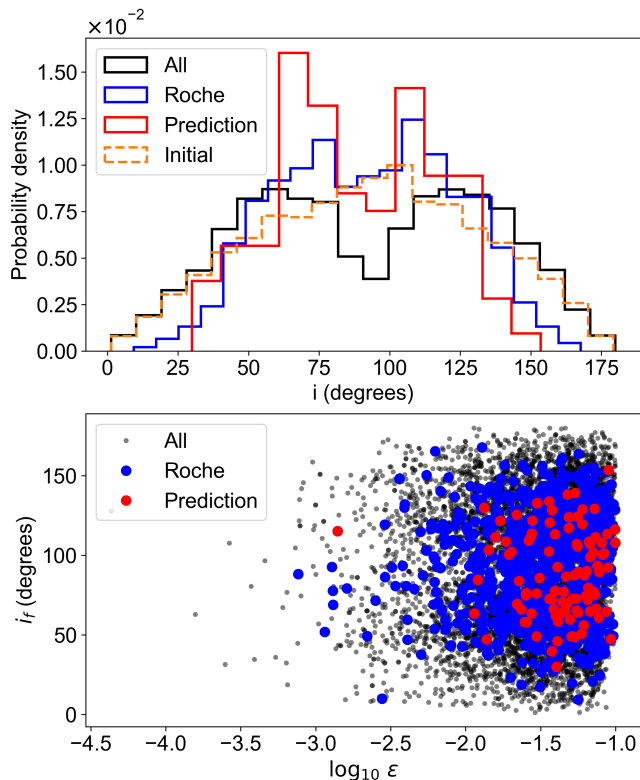 ×10⁻²
Probability density
1.50
1.25
1.00
0.75
0.50
0.25
0.00
All
Roche
Prediction
Initial
0 25 50 75 100 125 150 175
i (degrees)
i_f (degrees)
150
100
50
0
All
Roche
Prediction
−4.5 −4.0 −3.5 −3.0 −2.5 −2.0 −1.5 −1.0
log₁₀ ε